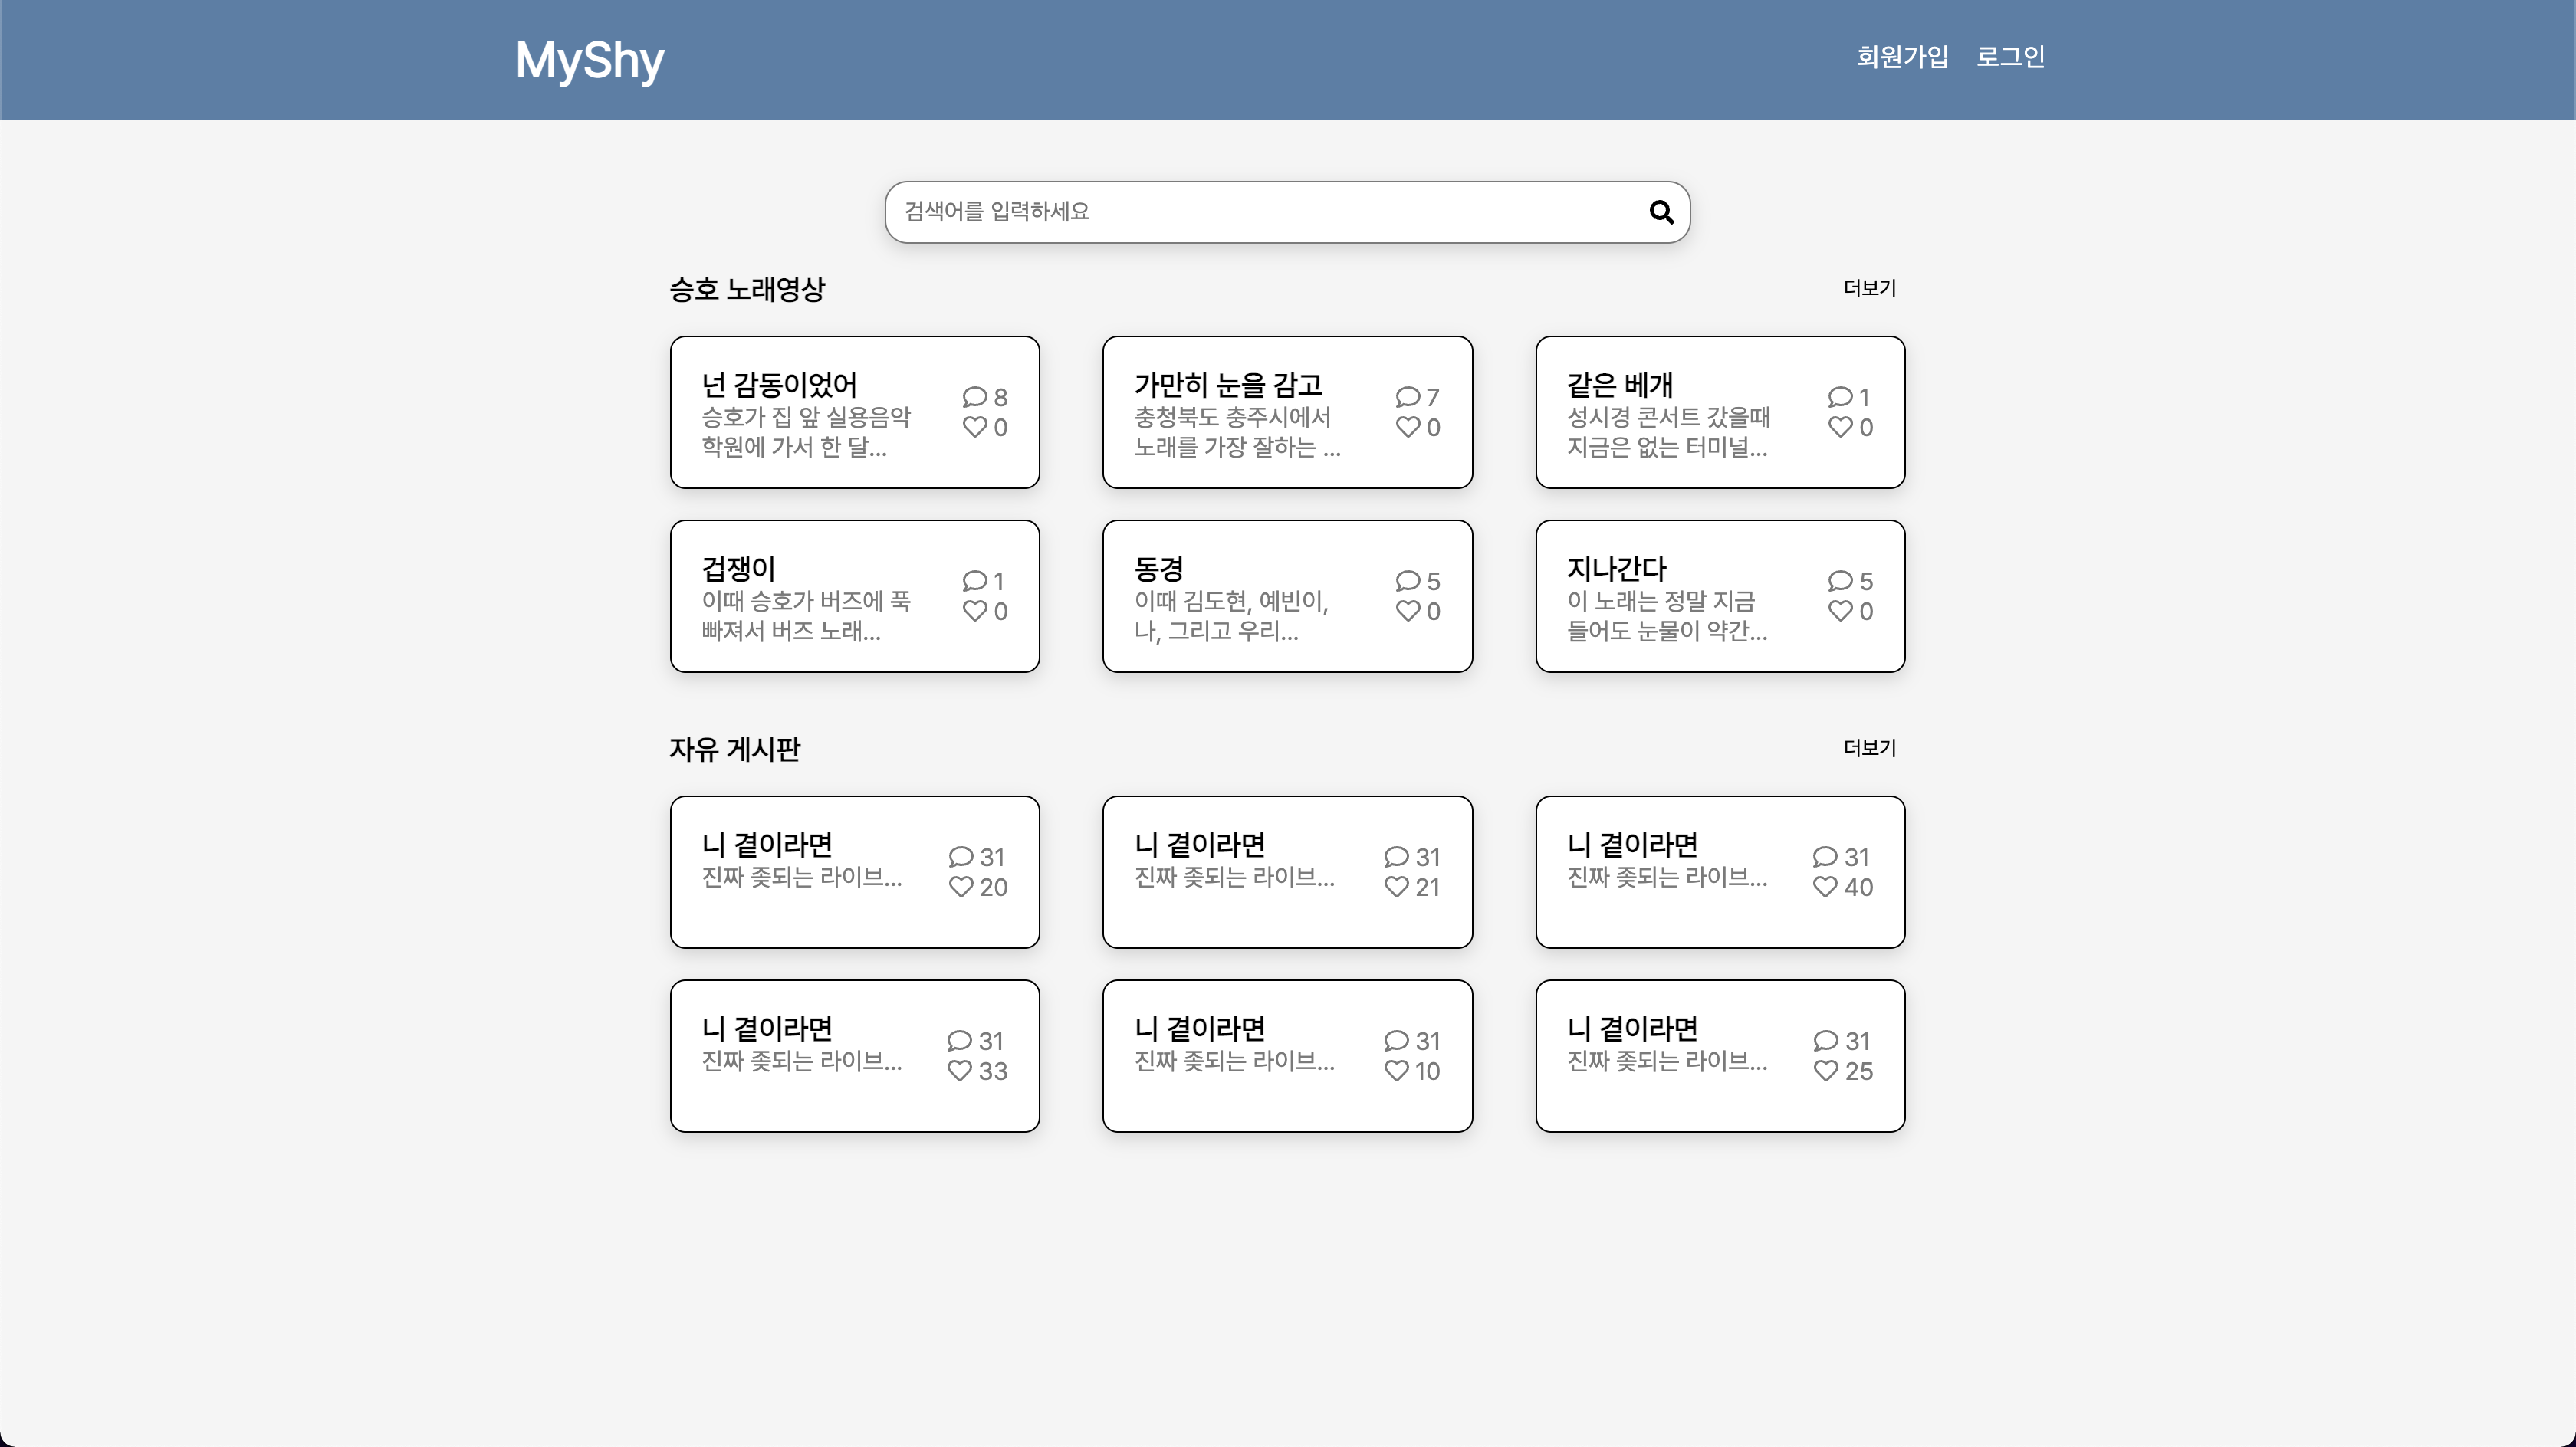 MyShy
회원가입 로그인
검색어를 입력하세요
승호 노래영상 더보기
넌 감동이었어
승호가 집 앞 실용음악
학원에 가서 한 달...
8
0
가만히 눈을 감고
충청북도 충주시에서
노래를 가장 잘하는 ...
7
0
같은 베개
성시경 콘서트 갔을때
지금은 없는 터미널...
1
0
겁쟁이
이때 승호가 버즈에 푹
빠져서 버즈 노래...
1
0
동경
이때 김도현, 예빈이,
나, 그리고 우리...
5
0
지나간다
이 노래는 정말 지금
들어도 눈물이 약간...
5
0
자유 게시판 더보기
니 곁이라면
진짜 좆되는 라이브...
31
20
니 곁이라면
진짜 좆되는 라이브...
31
21
니 곁이라면
진짜 좆되는 라이브...
31
40
니 곁이라면
진짜 좆되는 라이브...
31
33
니 곁이라면
진짜 좆되는 라이브...
31
10
니 곁이라면
진짜 좆되는 라이브...
31
25